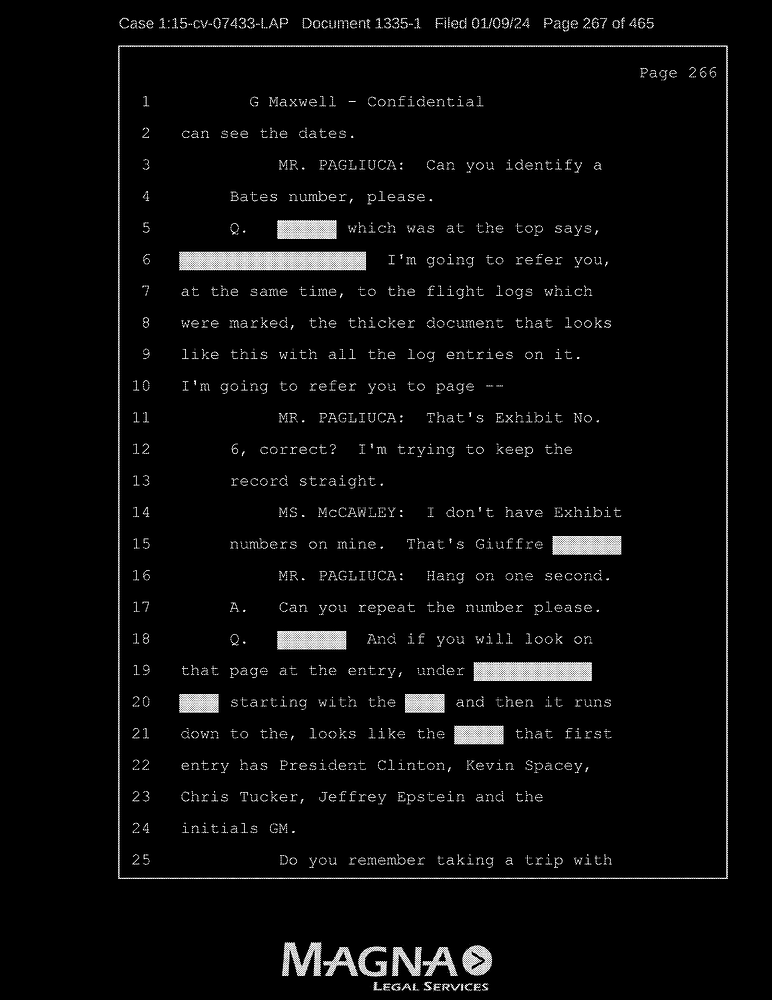 Case 1:15-cv-07433-LAP Document 1335-1 Filed 01/09/24 Page 267 of 465
Page 266
1 G Maxwell - Confidential
2 can see the dates.
3 MR. PAGLIUCA: Can you identify a
4 Bates number, please.
5 Q. which was at the top says,
6 I'm going to refer you,
7 at the same time, to the flight logs which
8 were marked, the thicker document that looks
9 like this with all the log entries on it.
10 I'm going to refer you to page --
11 MR. PAGLIUCA: That's Exhibit No.
12 6, correct? I'm trying to keep the
13 record straight.
14 MS. McCAWLEY: I don't have Exhibit
15 numbers on mine. That's Giuffre
16 MR. PAGLIUCA: Hang on one second.
17 A. Can you repeat the number please.
18 Q. And if you will look on
19 that page at the entry, under
20 starting with the and then it runs
21 down to the, looks like the that first
22 entry has President Clinton, Kevin Spacey,
23 Chris Tucker, Jeffrey Epstein and the
24 initials GM.
25 Do you remember taking a trip with
MAGNA
LEGAL SERVICES